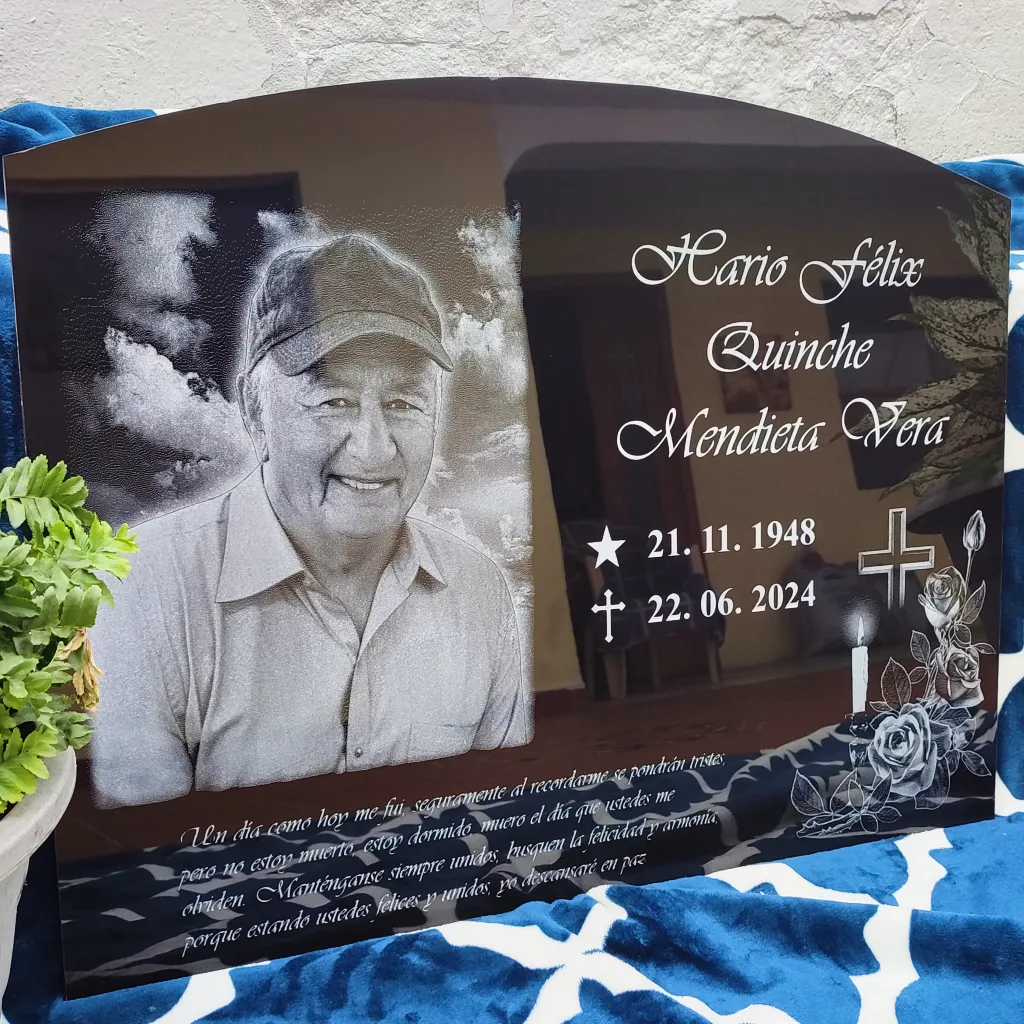 Hario Félix
Quinche
Mendieta Vera
21. 11. 1948
22. 06. 2024
Un día como hoy me fui, seguramente al recordarme se pondrán tristes,
pero no estoy muerto, estoy dormido, muero el día que ustedes me
olviden. Manténganse siempre unidos, busquen la felicidad y armonía,
porque estando ustedes felices y unidos, yo descansaré en paz